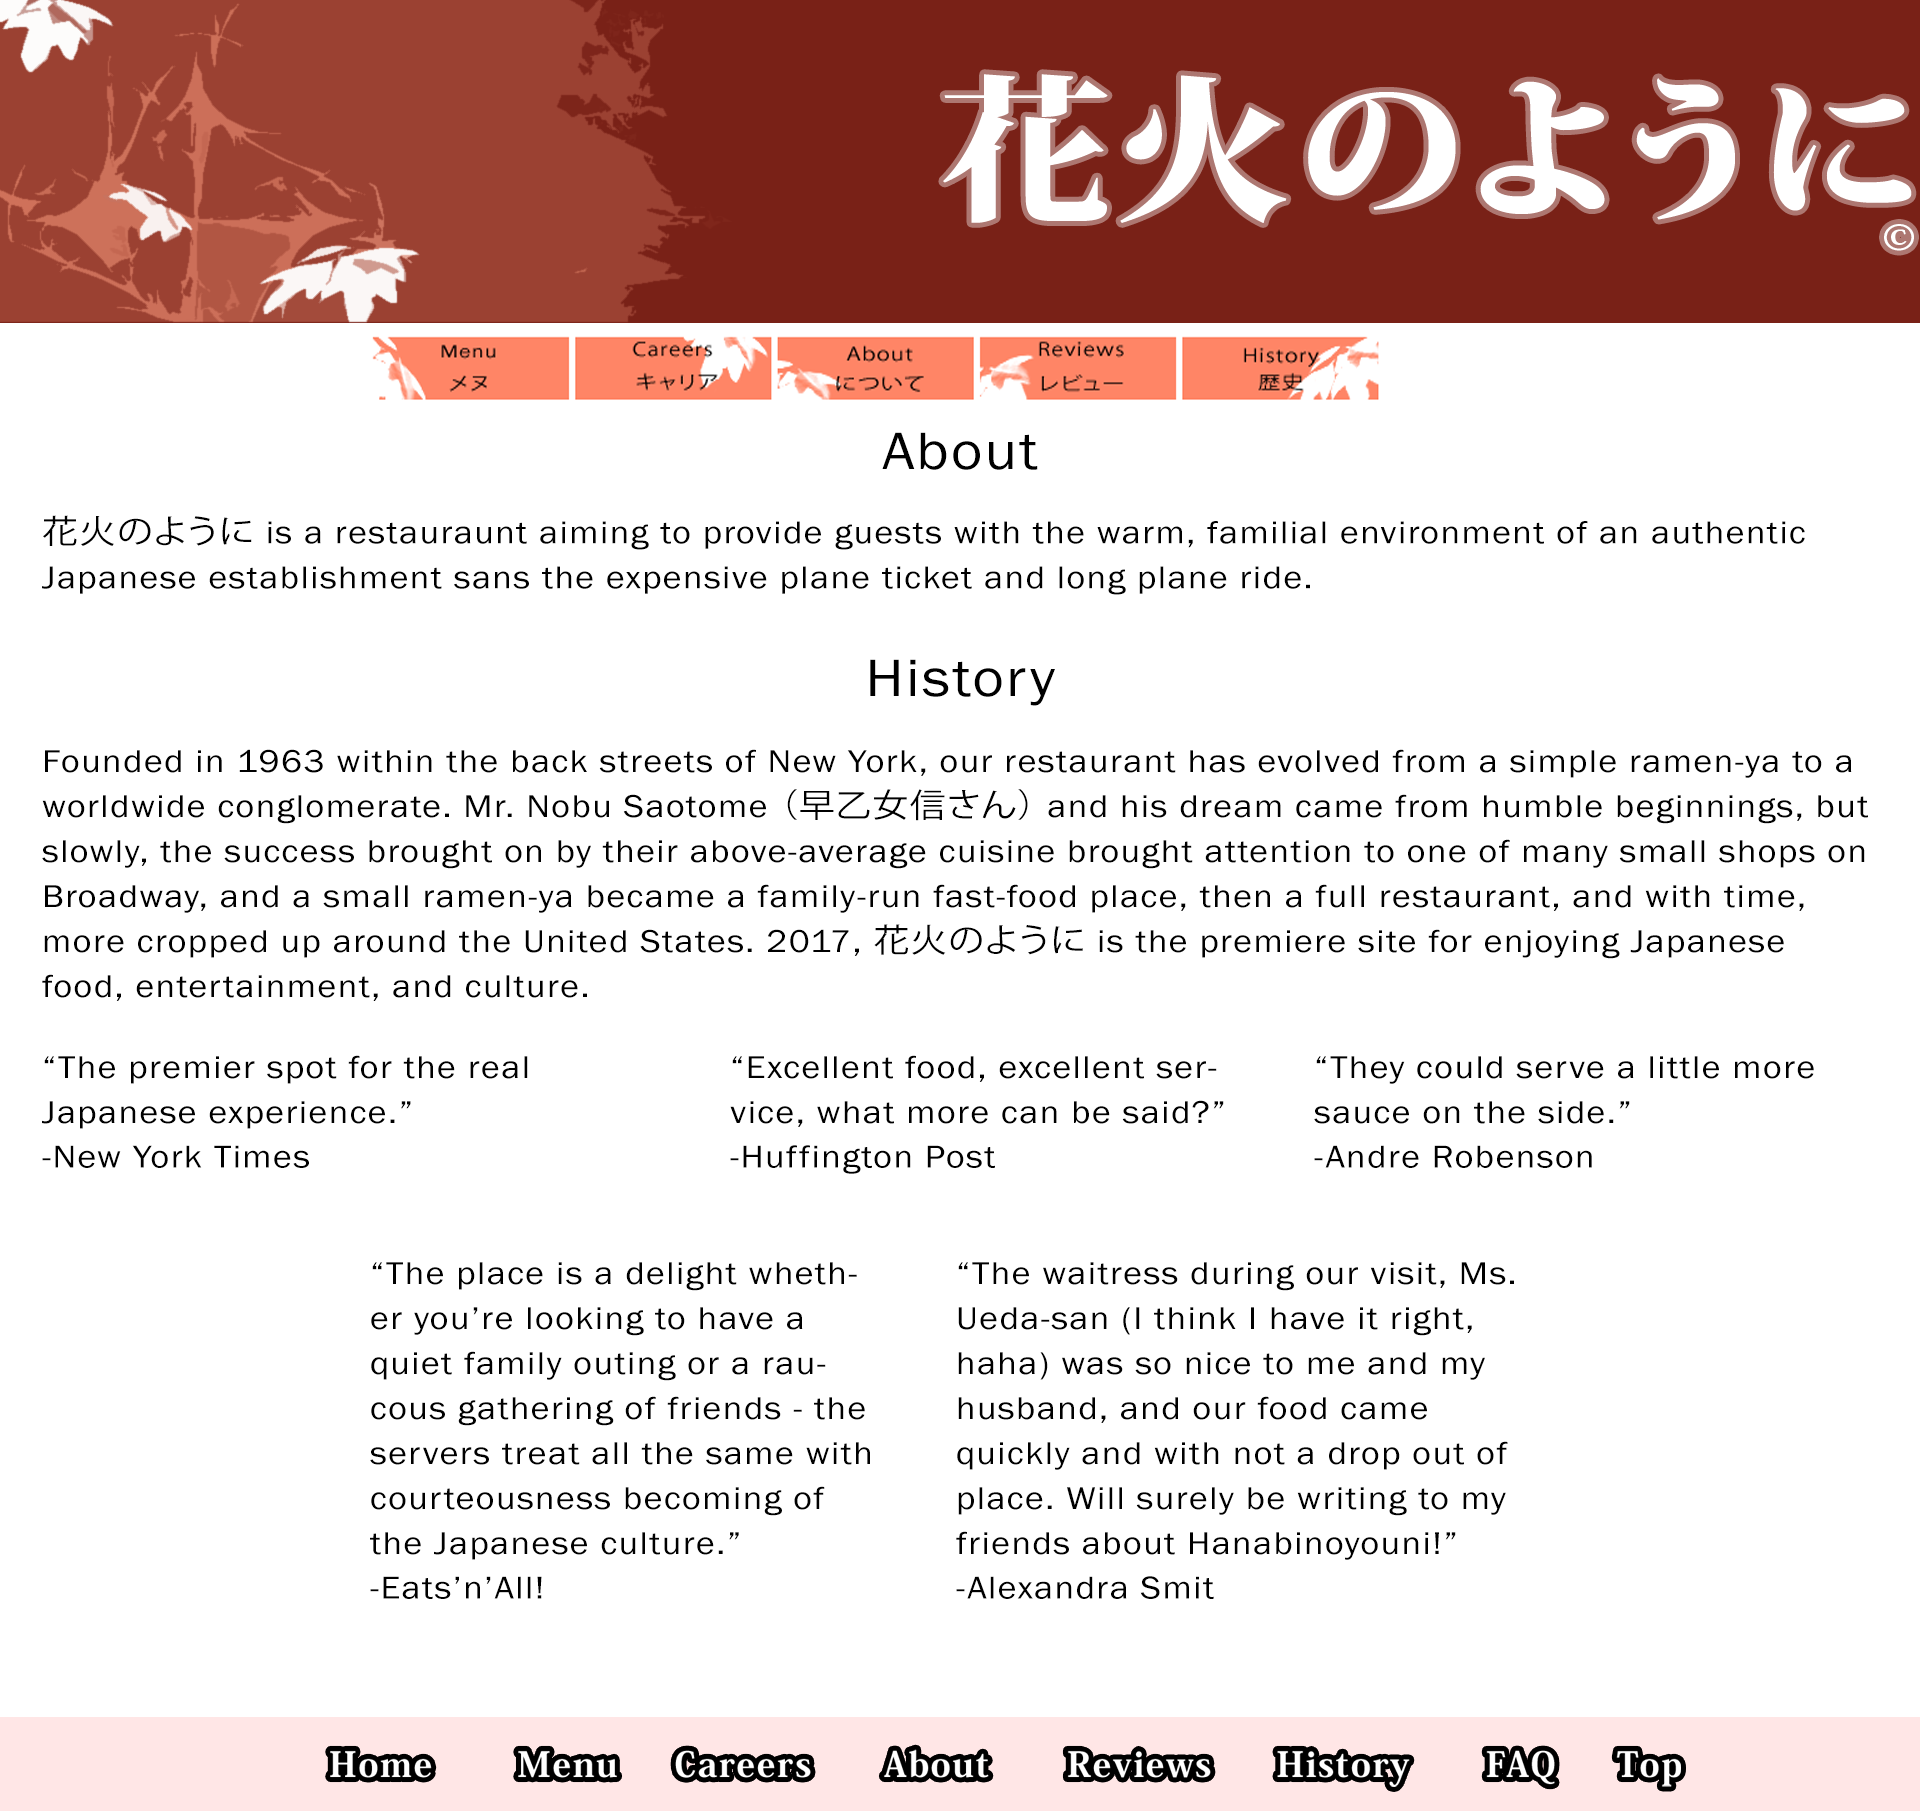 花火のように
©
Menu
メヌ
Careers
キャリア
About
について
Reviews
レビュー
History
歴史
About
花火のように is a restauraunt aiming to provide guests with the warm, familial environment of an authentic
Japanese establishment sans the expensive plane ticket and long plane ride.
History
Founded in 1963 within the back streets of New York, our restaurant has evolved from a simple ramen-ya to a
worldwide conglomerate. Mr. Nobu Saotome（早乙女信さん）and his dream came from humble beginnings, but
slowly, the success brought on by their above-average cuisine brought attention to one of many small shops on
Broadway, and a small ramen-ya became a family-run fast-food place, then a full restaurant, and with time,
more cropped up around the United States. 2017, 花火のように is the premiere site for enjoying Japanese
food, entertainment, and culture.
“The premier spot for the real
Japanese experience.”
-New York Times
“Excellent food, excellent ser-
vice, what more can be said?”
-Huffington Post
“They could serve a little more
sauce on the side.”
-Andre Robenson
“The place is a delight wheth-
er you’re looking to have a
quiet family outing or a rau-
cous gathering of friends - the
servers treat all the same with
courteousness becoming of
the Japanese culture.”
-Eats’n’All!
“The waitress during our visit, Ms.
Ueda-san (I think I have it right,
haha) was so nice to me and my
husband, and our food came
quickly and with not a drop out of
place. Will surely be writing to my
friends about Hanabinoyouni!”
-Alexandra Smit
Home Menu Careers About Reviews History FAQ Top